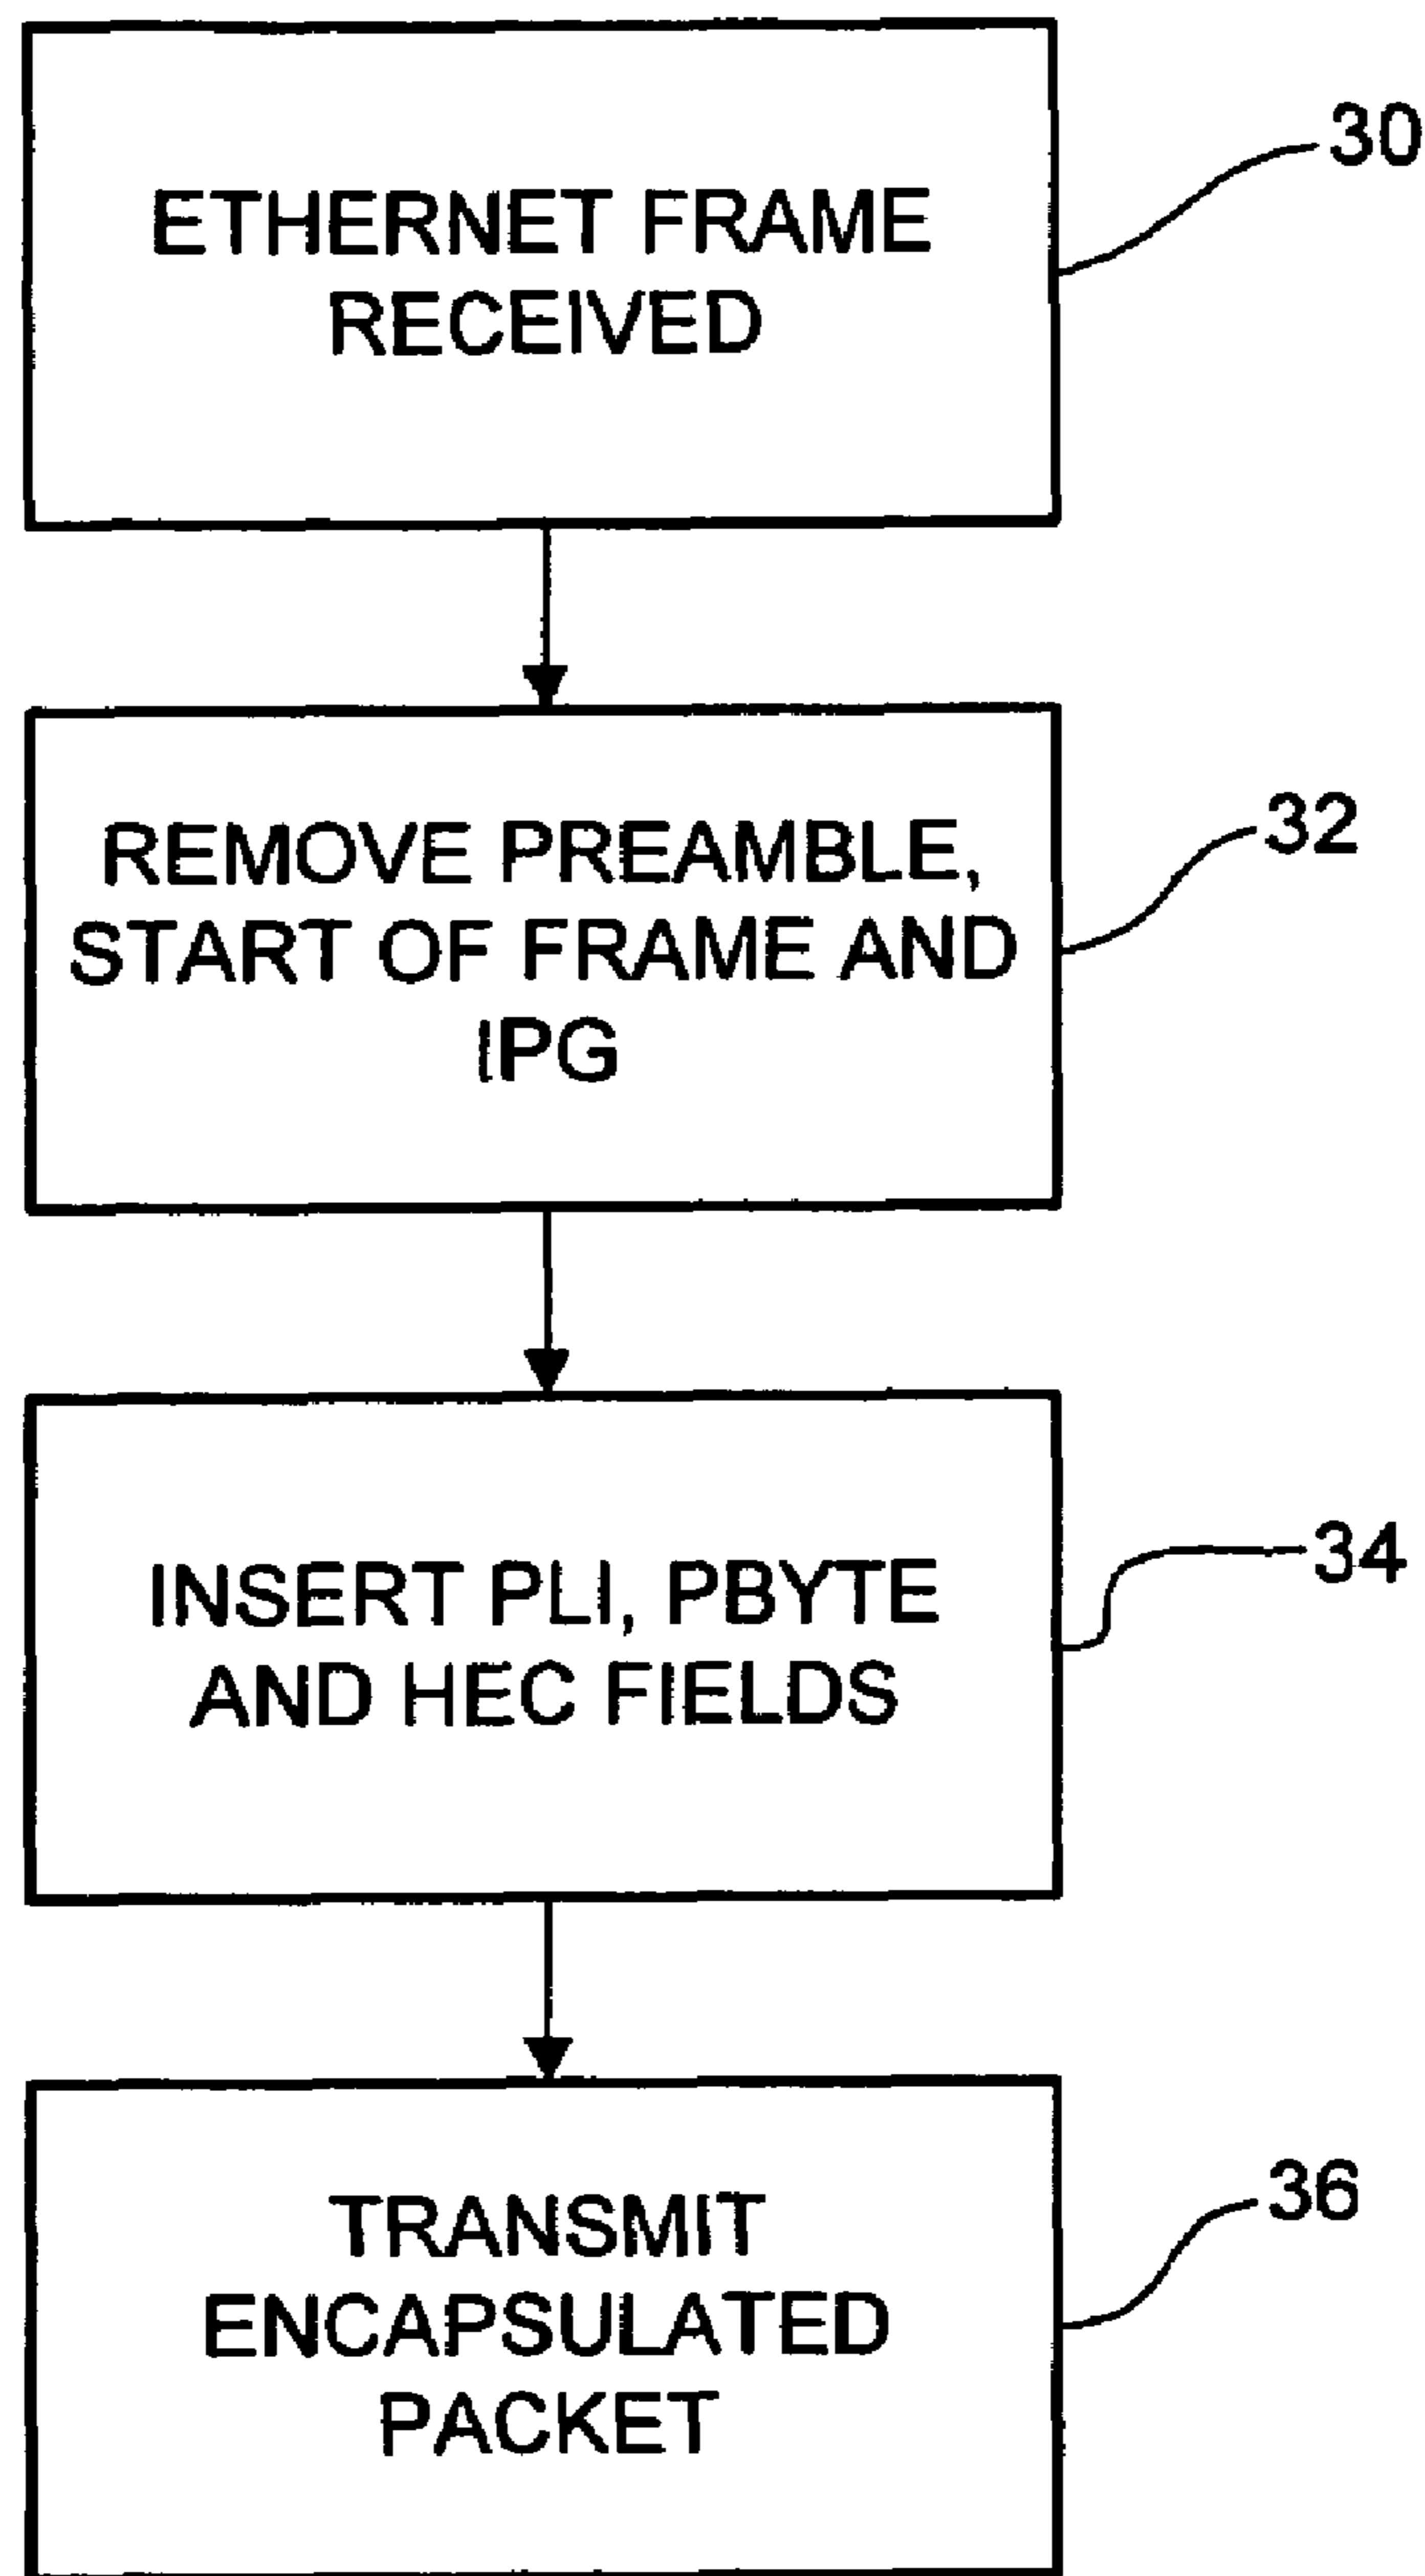 ETHERNET FRAME
RECEIVED
30
REMOVE PREAMBLE,
START OF FRAME AND
IPG
32
INSERT PLI, PBYTE
AND HEC FIELDS
34
TRANSMIT
ENCAPSULATED
PACKET
36